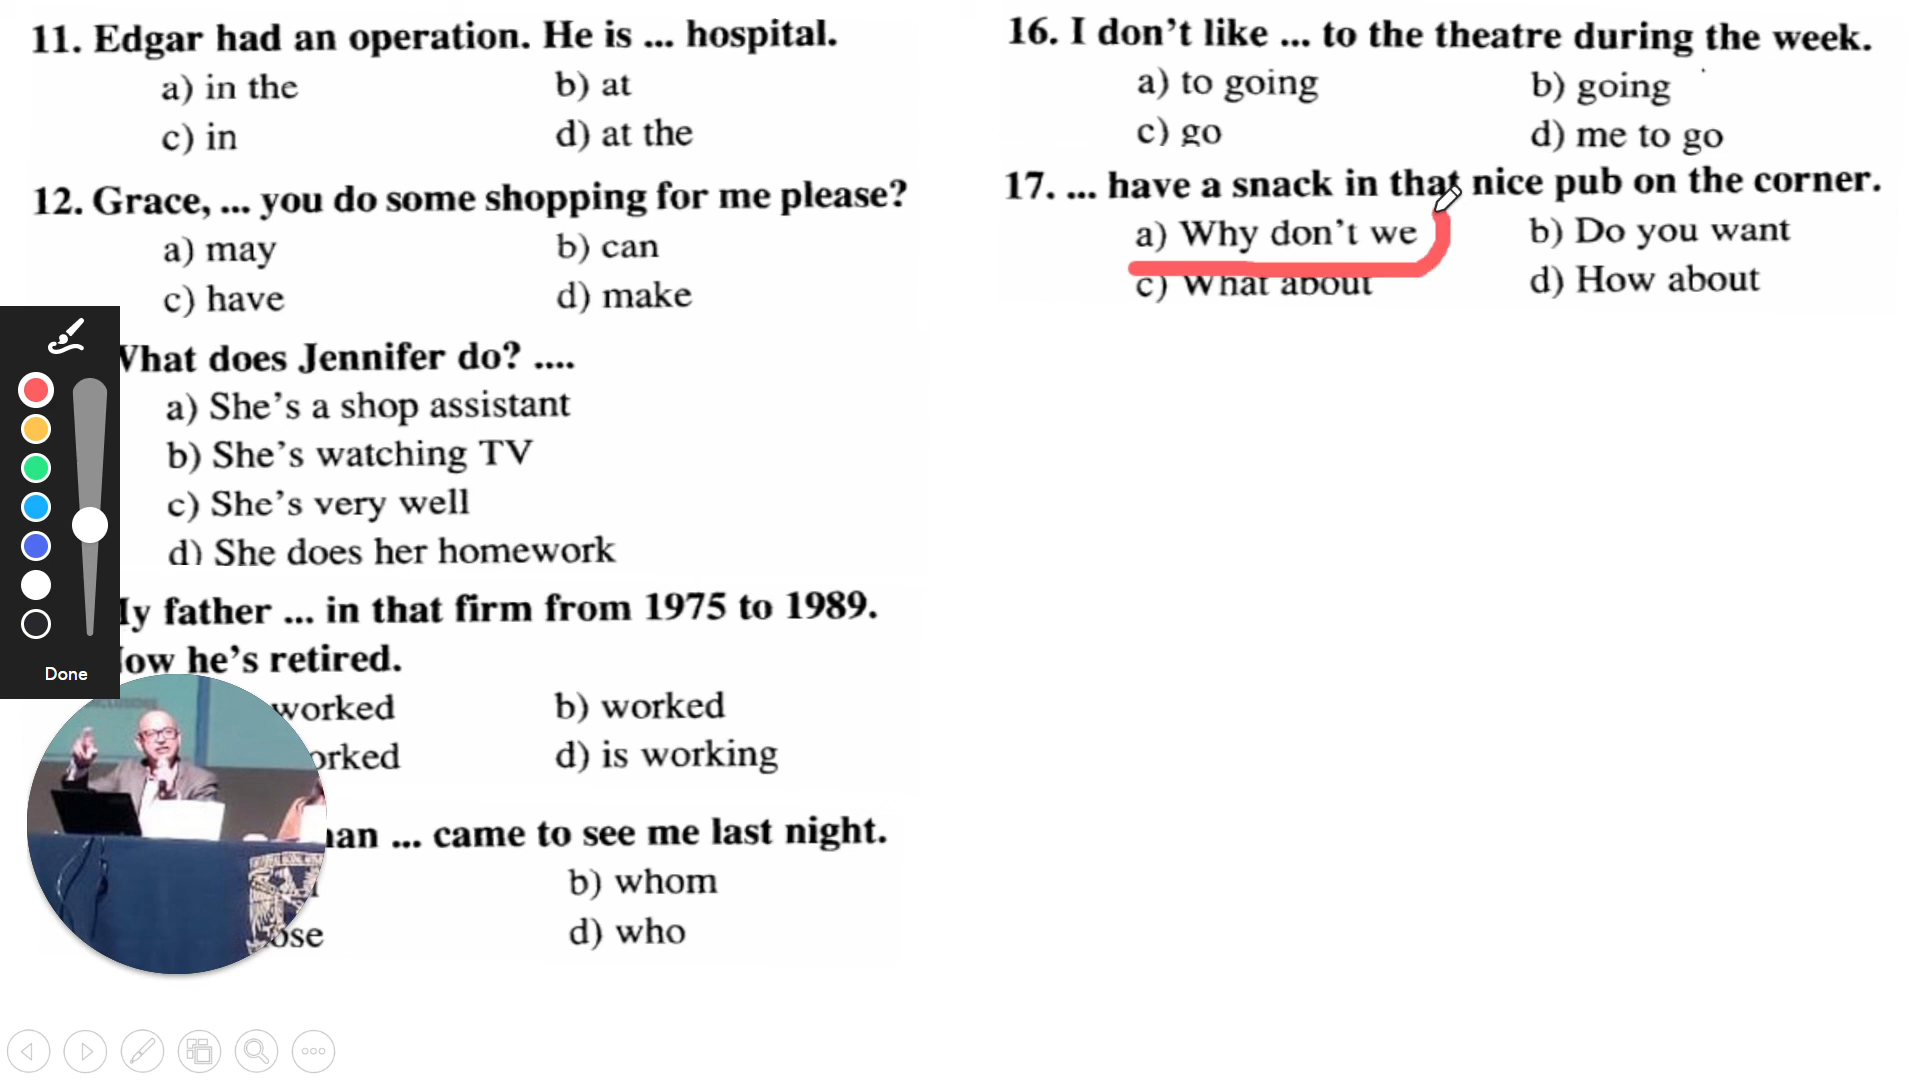 11. Edgar had an operation. He is ... hospital.
a) in the
b) at
c) in
d) at the
12. Grace, ... you do some shopping for me please?
a) may
b) can
c) have
d) make
What does Jennifer do? ....
a) She's a shop assistant
b) She's watching TV
c) She's very well
d) She does her homework
father ... in that firm from 1975 to 1989.
he's retired.
worked
b) worked
d) is working
... came to see me last night.
b) whom
d) who
16. I don't like ... to the theatre during the week.
a) to going
b) going
c) go
d) me to go
17. ... have a snack in that nice pub on the corner.
a) Why don't we
b) Do you want
c) What about
d) How about
Done